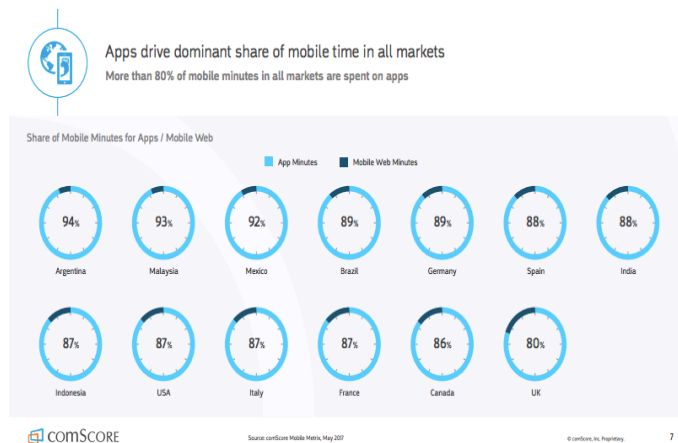 Apps drive dominant share of mobile time in all markets
More than 80% of mobile minutes in all markets are spent on apps
Share of Mobile Minutes for Apps / Mobile Web
App Minutes Mobile Web Minutes
94% 93% 92% 89% 89% 88% 88%
Argentina Malaysia Mexico Brazil Germany Spain India
87% 87% 87% 87% 86% 80%
Indonesia USA Italy France Canada UK
comScore Source: comScore Mobile Metrix, May 2017 © comScore, Inc. Proprietary. 7